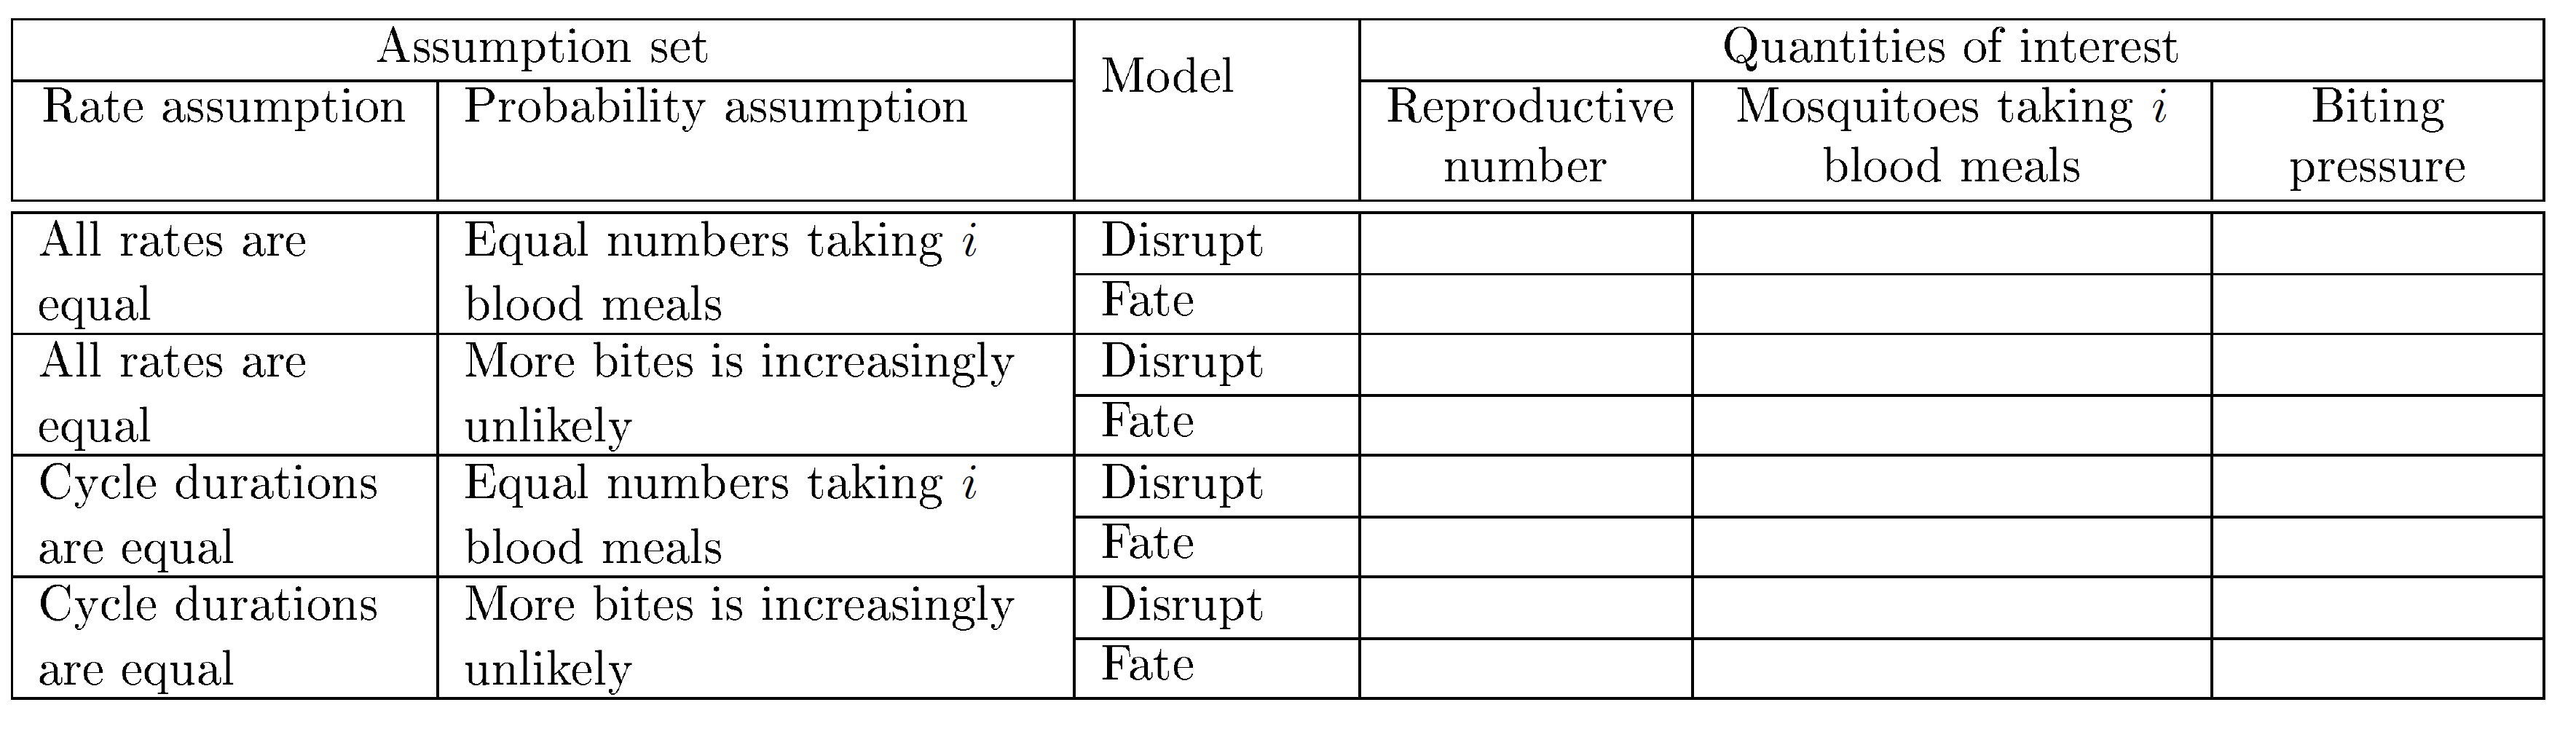 Assumption set
Model
Quantities of interest
Rate assumption
Probability assumption
Reproductive
number
Mosquitoes taking i
blood meals
Biting
pressure
All rates are
equal
Equal numbers taking i
blood meals
Disrupt
Fate
All rates are
equal
More bites is increasingly
unlikely
Disrupt
Fate
Cycle durations
are equal
Equal numbers taking i
blood meals
Disrupt
Fate
Cycle durations
are equal
More bites is increasingly
unlikely
Disrupt
Fate